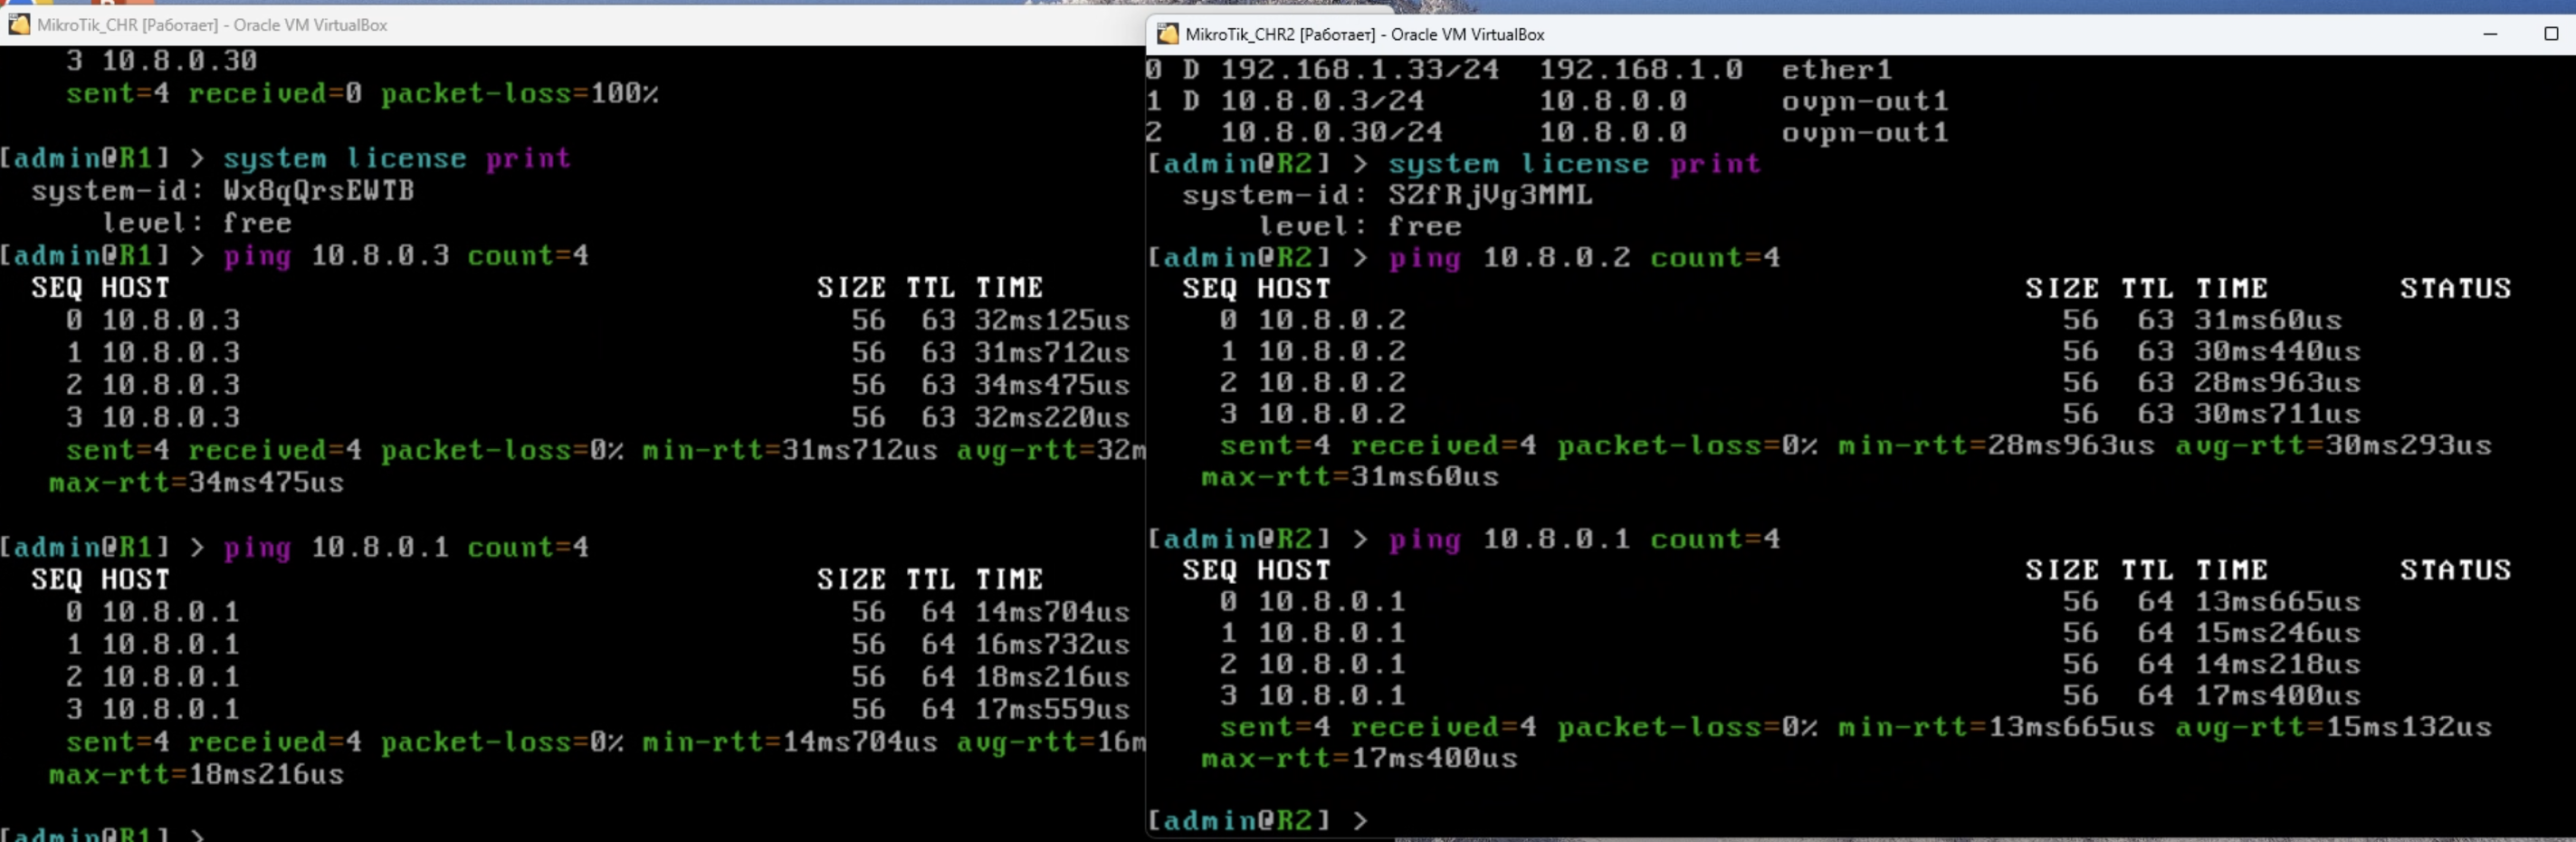 MikroTik_CHR [Работает] - Oracle VM VirtualBox
3 10.8.0.30
sent=4 received=0 packet-loss=100%
[admin@R1] > system license print
system-id: Wx8qQrsEWTB
level: free
[admin@R1] > ping 10.8.0.3 count=4
SEQ HOST SIZE TTL TIME
0 10.8.0.3 56 63 32ms125us
1 10.8.0.3 56 63 31ms712us
2 10.8.0.3 56 63 34ms475us
3 10.8.0.3 56 63 32ms220us
sent=4 received=4 packet-loss=0% min-rtt=31ms712us avg-rtt=32m
max-rtt=34ms475us
[admin@R1] > ping 10.8.0.1 count=4
SEQ HOST SIZE TTL TIME
0 10.8.0.1 56 64 14ms704us
1 10.8.0.1 56 64 16ms732us
2 10.8.0.1 56 64 18ms216us
3 10.8.0.1 56 64 17ms559us
sent=4 received=4 packet-loss=0% min-rtt=14ms704us avg-rtt=16m
max-rtt=18ms216us
[admin@R1] >
MikroTik_CHR2 [Работает] - Oracle VM VirtualBox
0 D 192.168.1.33/24 192.168.1.0 ether1
1 D 10.8.0.3/24 10.8.0.0 ovpn-out1
2 10.8.0.30/24 10.8.0.0 ovpn-out1
[admin@R2] > system license print
system-id: SZfRjVg3MML
level: free
[admin@R2] > ping 10.8.0.2 count=4
SEQ HOST SIZE TTL TIME STATUS
0 10.8.0.2 56 63 31ms60us
1 10.8.0.2 56 63 30ms440us
2 10.8.0.2 56 63 28ms963us
3 10.8.0.2 56 63 30ms711us
sent=4 received=4 packet-loss=0% min-rtt=28ms963us avg-rtt=30ms293us
max-rtt=31ms60us
[admin@R2] > ping 10.8.0.1 count=4
SEQ HOST SIZE TTL TIME STATUS
0 10.8.0.1 56 64 13ms665us
1 10.8.0.1 56 64 15ms246us
2 10.8.0.1 56 64 14ms218us
3 10.8.0.1 56 64 17ms400us
sent=4 received=4 packet-loss=0% min-rtt=13ms665us avg-rtt=15ms132us
max-rtt=17ms400us
[admin@R2] >